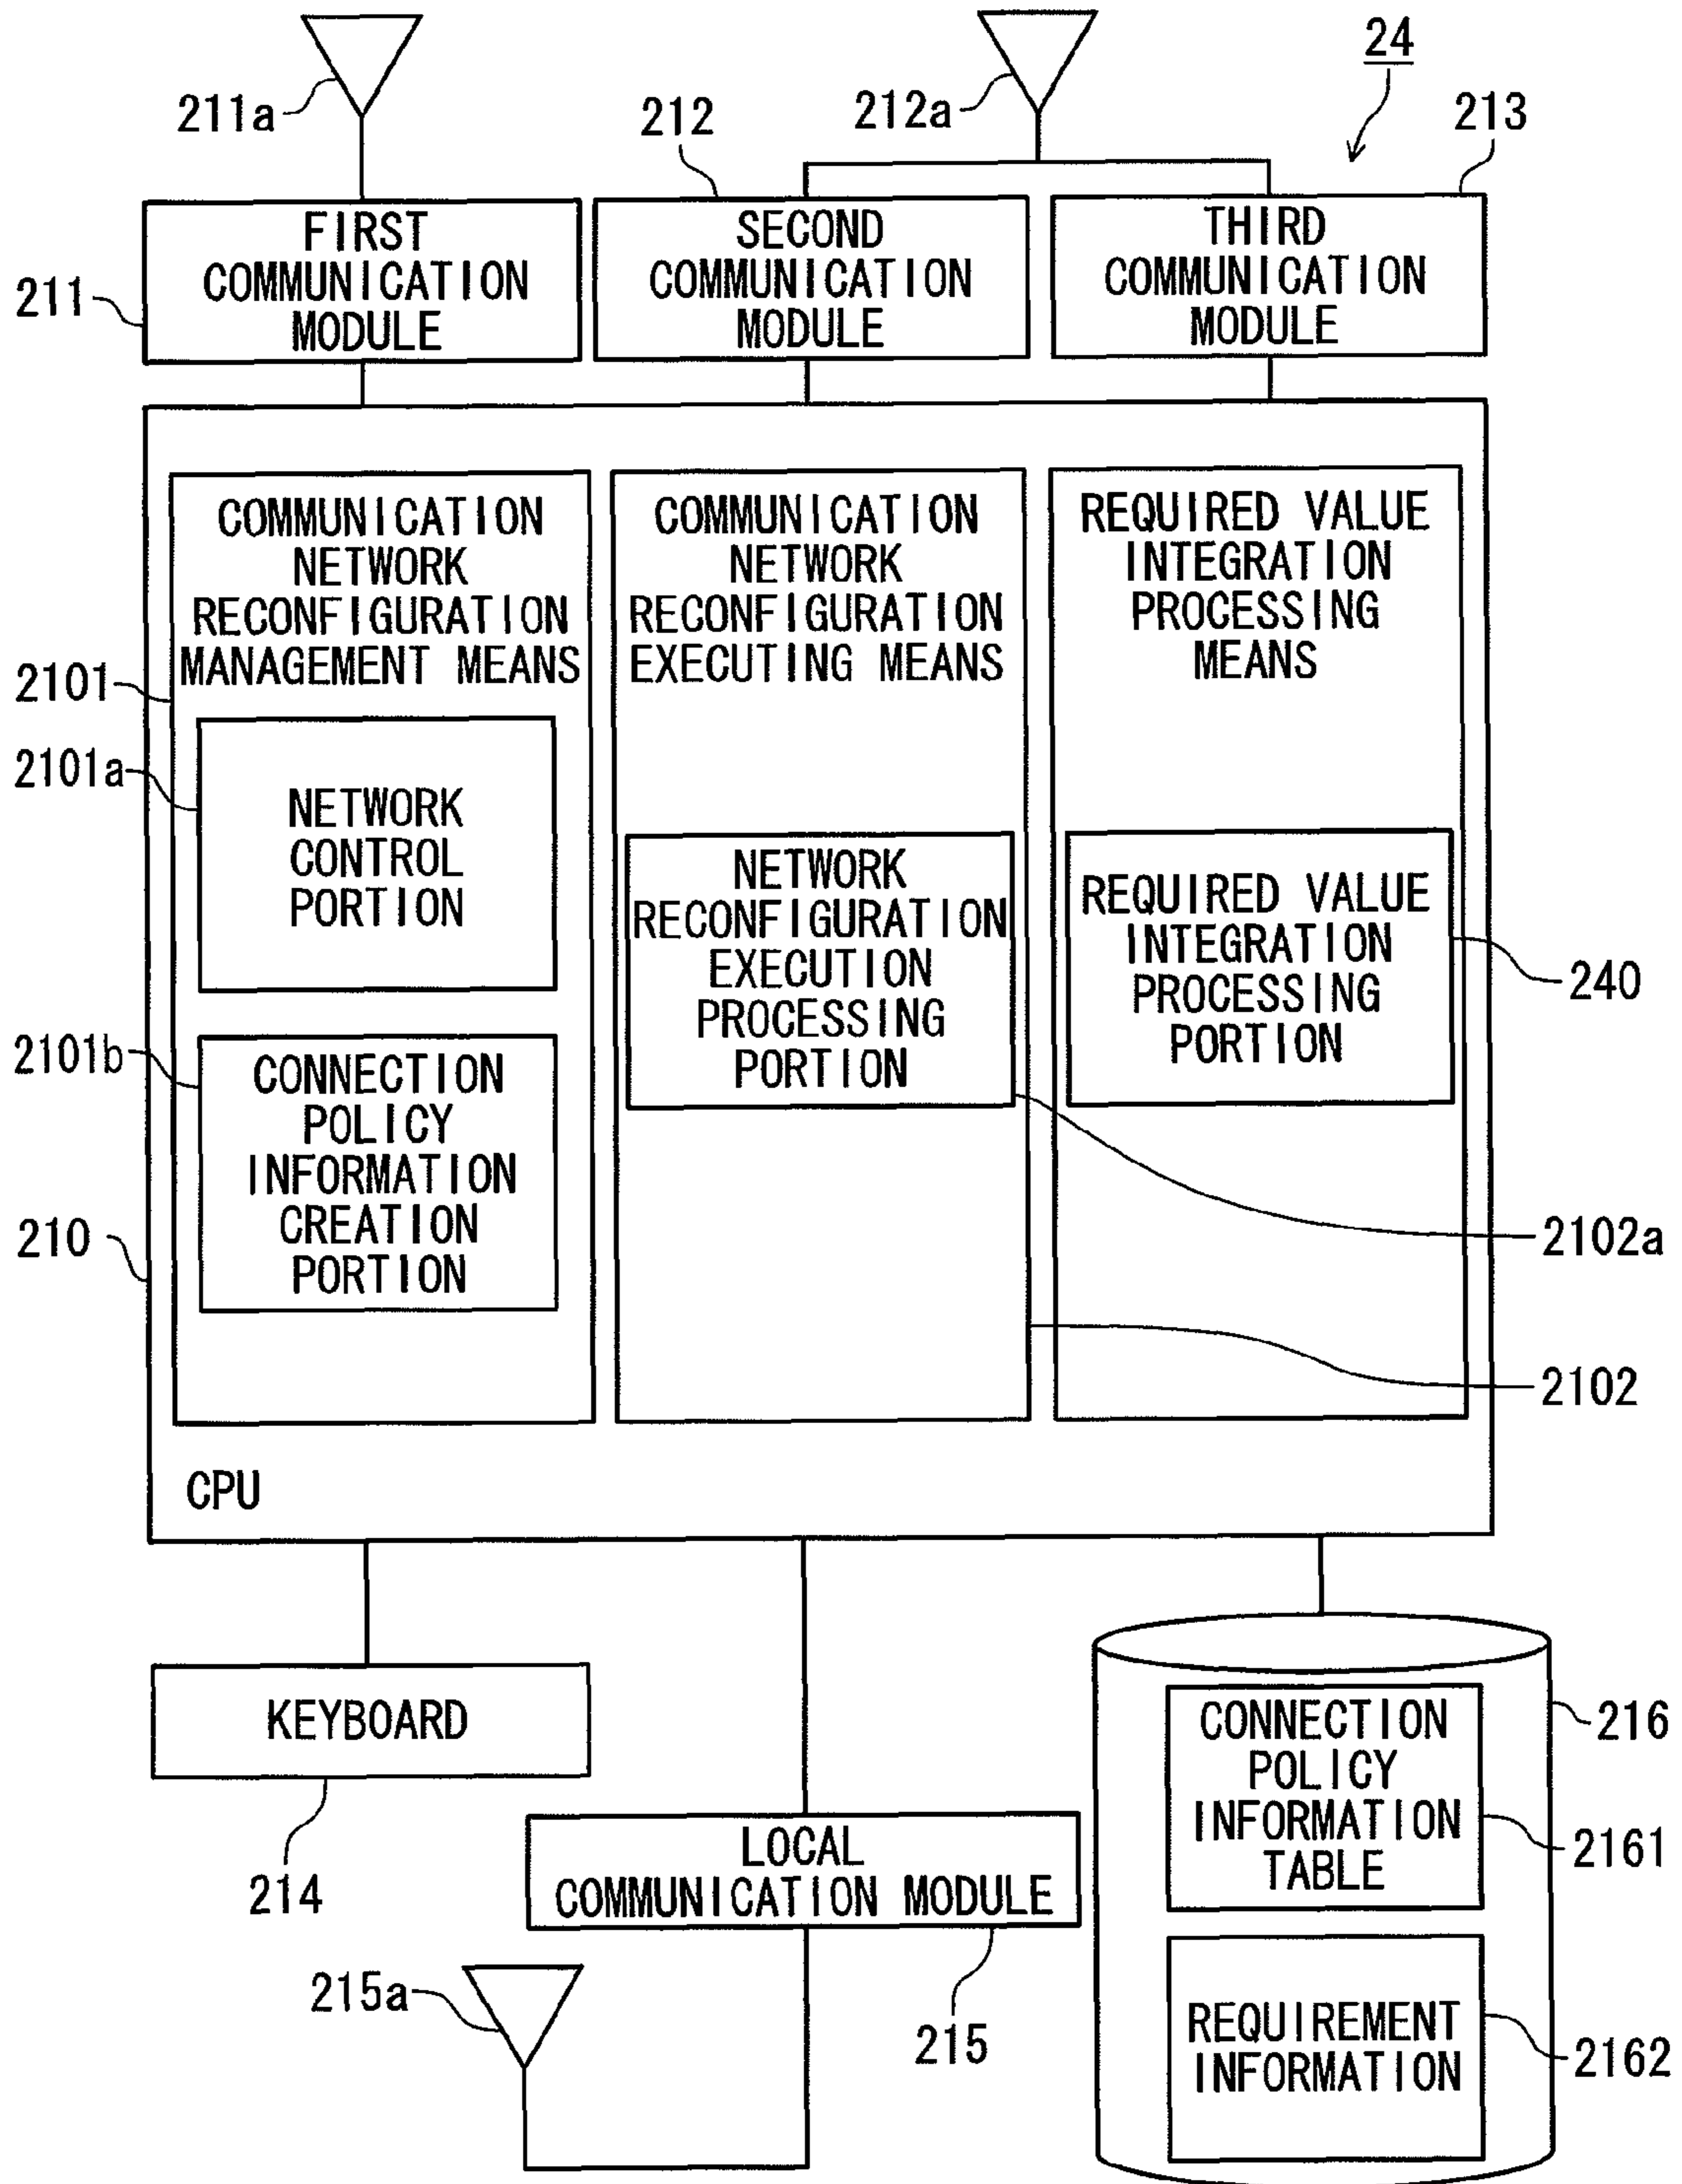 24
211a
212
212a
213
FIRST
COMMUNICATION
MODULE
SECOND
COMMUNICATION
MODULE
THIRD
COMMUNICATION
MODULE
211
COMMUNICATION
NETWORK
RECONFIGURATION
MANAGEMENT MEANS
COMMUNICATION
NETWORK
RECONFIGURATION
EXECUTING MEANS
REQUIRED VALUE
INTEGRATION
PROCESSING
MEANS
2101
2101a
NETWORK
CONTROL
PORTION
NETWORK
RECONFIGURATION
EXECUTION
PROCESSING
PORTION
REQUIRED VALUE
INTEGRATION
PROCESSING
PORTION
240
2101b
CONNECTION
POLICY
INFORMATION
CREATION
PORTION
210
2102a
2102
CPU
KEYBOARD
214
LOCAL
COMMUNICATION MODULE
215
215a
CONNECTION
POLICY
INFORMATION
TABLE
216
2161
REQUIREMENT
INFORMATION
2162